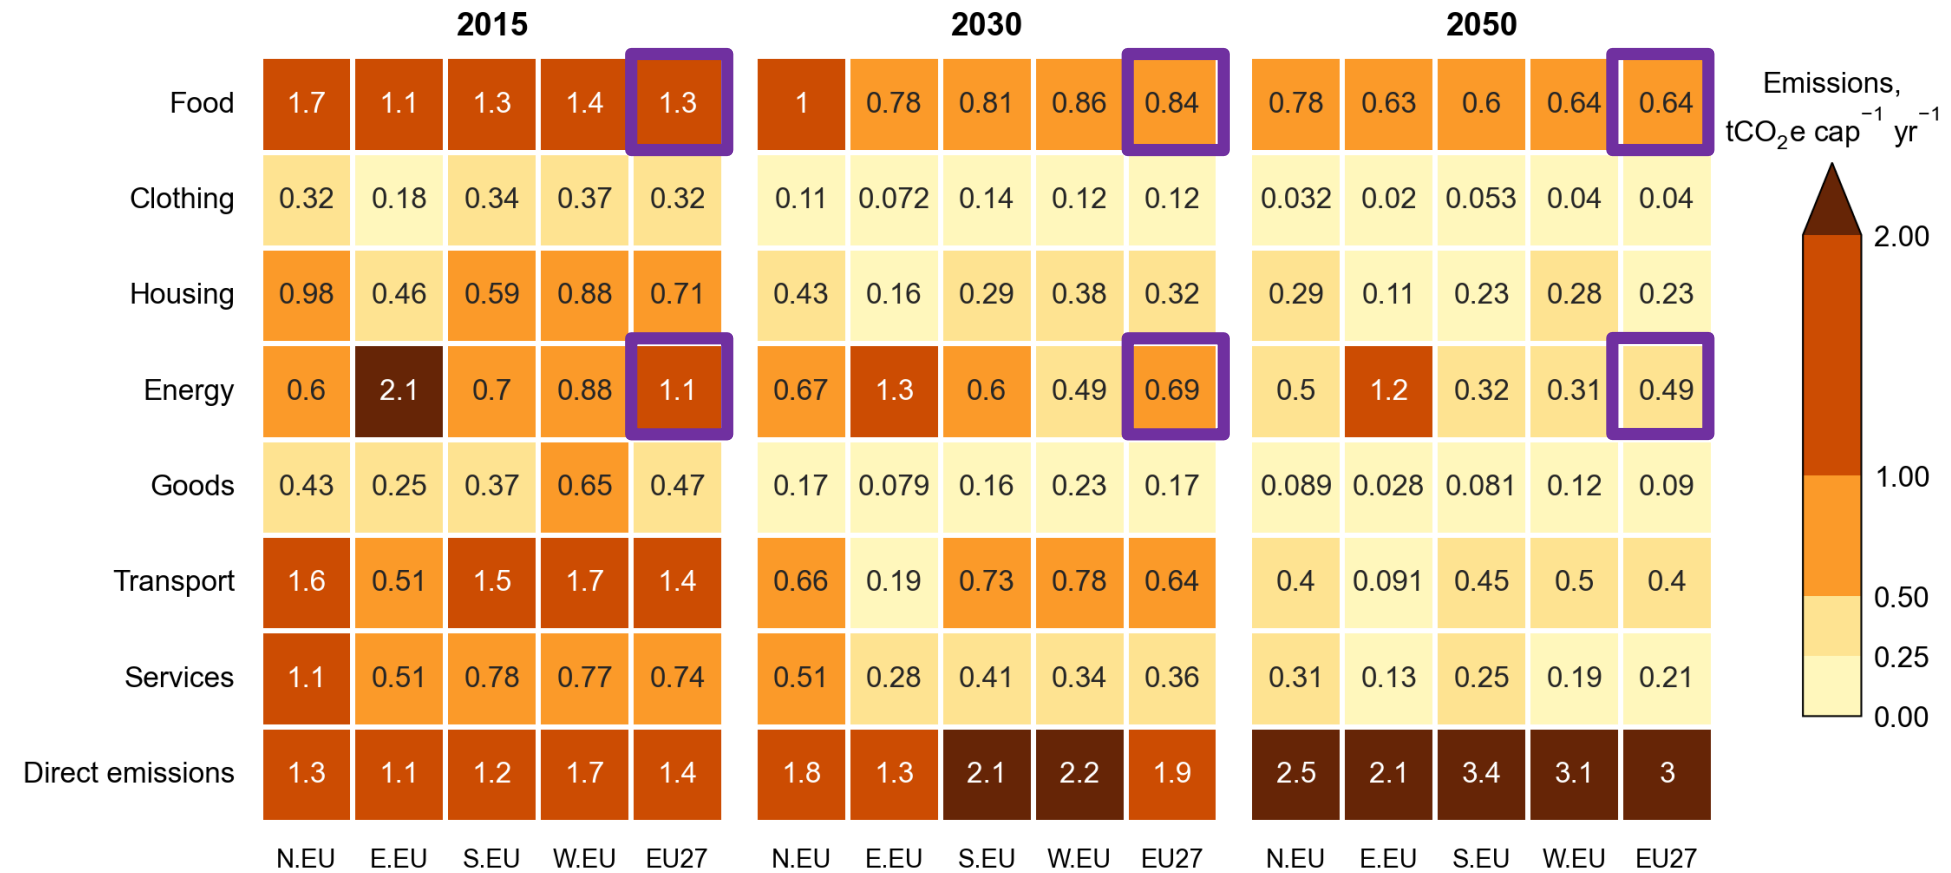 2015 2030 2050
Emissions,
tCO₂e cap⁻¹ yr⁻¹
Food 1.7 1.1 1.3 1.4 1.3 1 0.78 0.81 0.86 0.84 0.78 0.63 0.6 0.64 0.64
Clothing 0.32 0.18 0.34 0.37 0.32 0.11 0.072 0.14 0.12 0.12 0.032 0.02 0.053 0.04 0.04
2.00
Housing 0.98 0.46 0.59 0.88 0.71 0.43 0.16 0.29 0.38 0.32 0.29 0.11 0.23 0.28 0.23
Energy 0.6 2.1 0.7 0.88 1.1 0.67 1.3 0.6 0.49 0.69 0.5 1.2 0.32 0.31 0.49
Goods 0.43 0.25 0.37 0.65 0.47 0.17 0.079 0.16 0.23 0.17 0.089 0.028 0.081 0.12 0.09
1.00
Transport 1.6 0.51 1.5 1.7 1.4 0.66 0.19 0.73 0.78 0.64 0.4 0.091 0.45 0.5 0.4
0.50
Services 1.1 0.51 0.78 0.77 0.74 0.51 0.28 0.41 0.34 0.36 0.31 0.13 0.25 0.19 0.21
0.25
0.00
Direct emissions 1.3 1.1 1.2 1.7 1.4 1.8 1.3 2.1 2.2 1.9 2.5 2.1 3.4 3.1 3
N.EU E.EU S.EU W.EU EU27 N.EU E.EU S.EU W.EU EU27 N.EU E.EU S.EU W.EU EU27